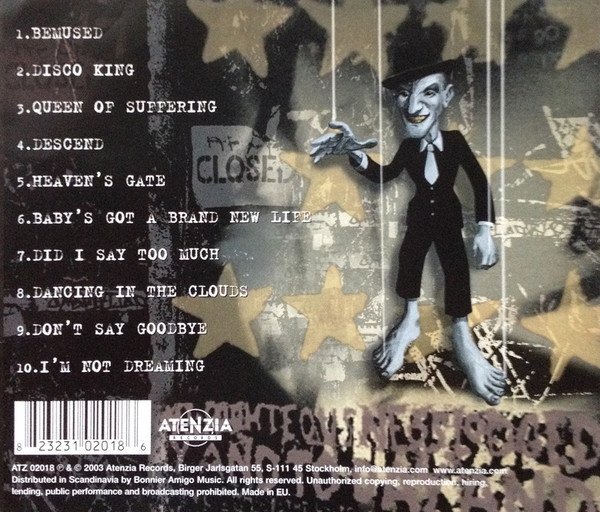 1.BEMUSED
2.DISCO KING
3.QUEEN OF SUFFERING
4.DESCEND
5.HEAVEN'S GATE
CLOSED
6.BABY'S GOT A BRAND NEW LIFE
7.DID I SAY TOO MUCH
8.DANCING IN THE CLOUDS
9.DON'T SAY GOODBYE
10.I'M NOT DREAMING
8 23231 02018 6
ATENZIA
RECORDS
ATZ 02018 ℗ & © 2003 Atenzia Records, Birger Jarlsgatan 55, S-111 45 Stockholm, info@atenzia.com www.atenzia.com.
Distributed in Scandinavia by Bonnier Amigo Music. All rights reserved. Unauthorized copying, reproduction, hiring,
lending, public performance and broadcasting prohibited. Made in EU.